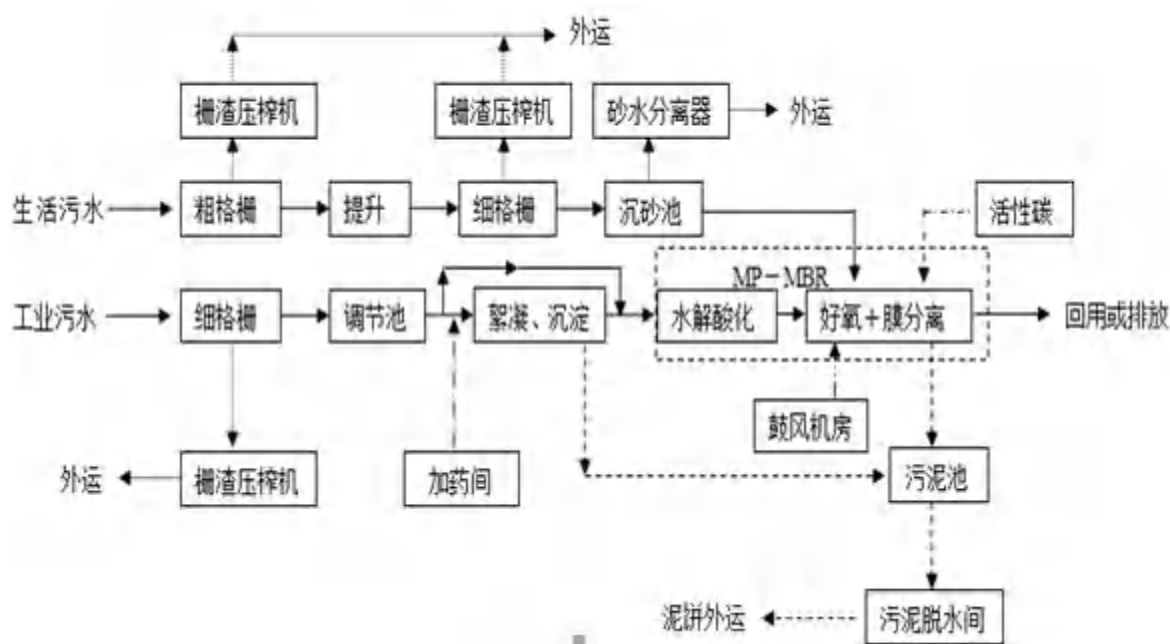 外运
栅渣压榨机
栅渣压榨机
砂水分离器
外运
生活污水
粗格栅
提升
细格栅
沉砂池
活性碳
MP-MBR
工业污水
细格栅
调节池
絮凝、沉淀
水解酸化
好氧+膜分离
回用或排放
鼓风机房
外运
栅渣压榨机
加药间
污泥池
泥饼外运
污泥脱水间